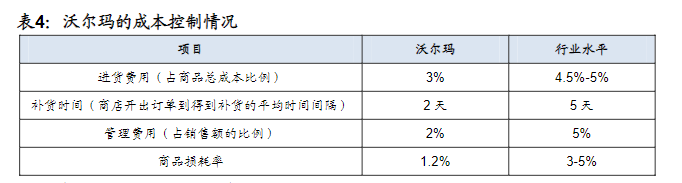 表4：沃尔玛的成本控制情况
项目 沃尔玛 行业水平
进货费用（占商品总成本比例） 3% 4.5%-5%
补货时间（商店开出订单到得到补货的平均时间间隔） 2天 5天
管理费用（占销售额的比例） 2% 5%
商品损耗率 1.2% 3-5%